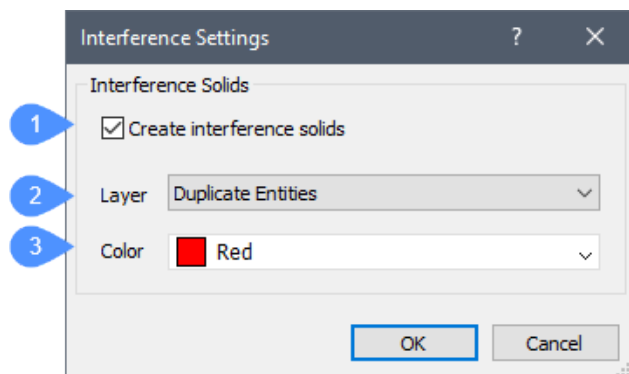 Interference Settings ?
Interference Solids
1 Create interference solids
2 Layer Duplicate Entities
3 Color Red
OK Cancel